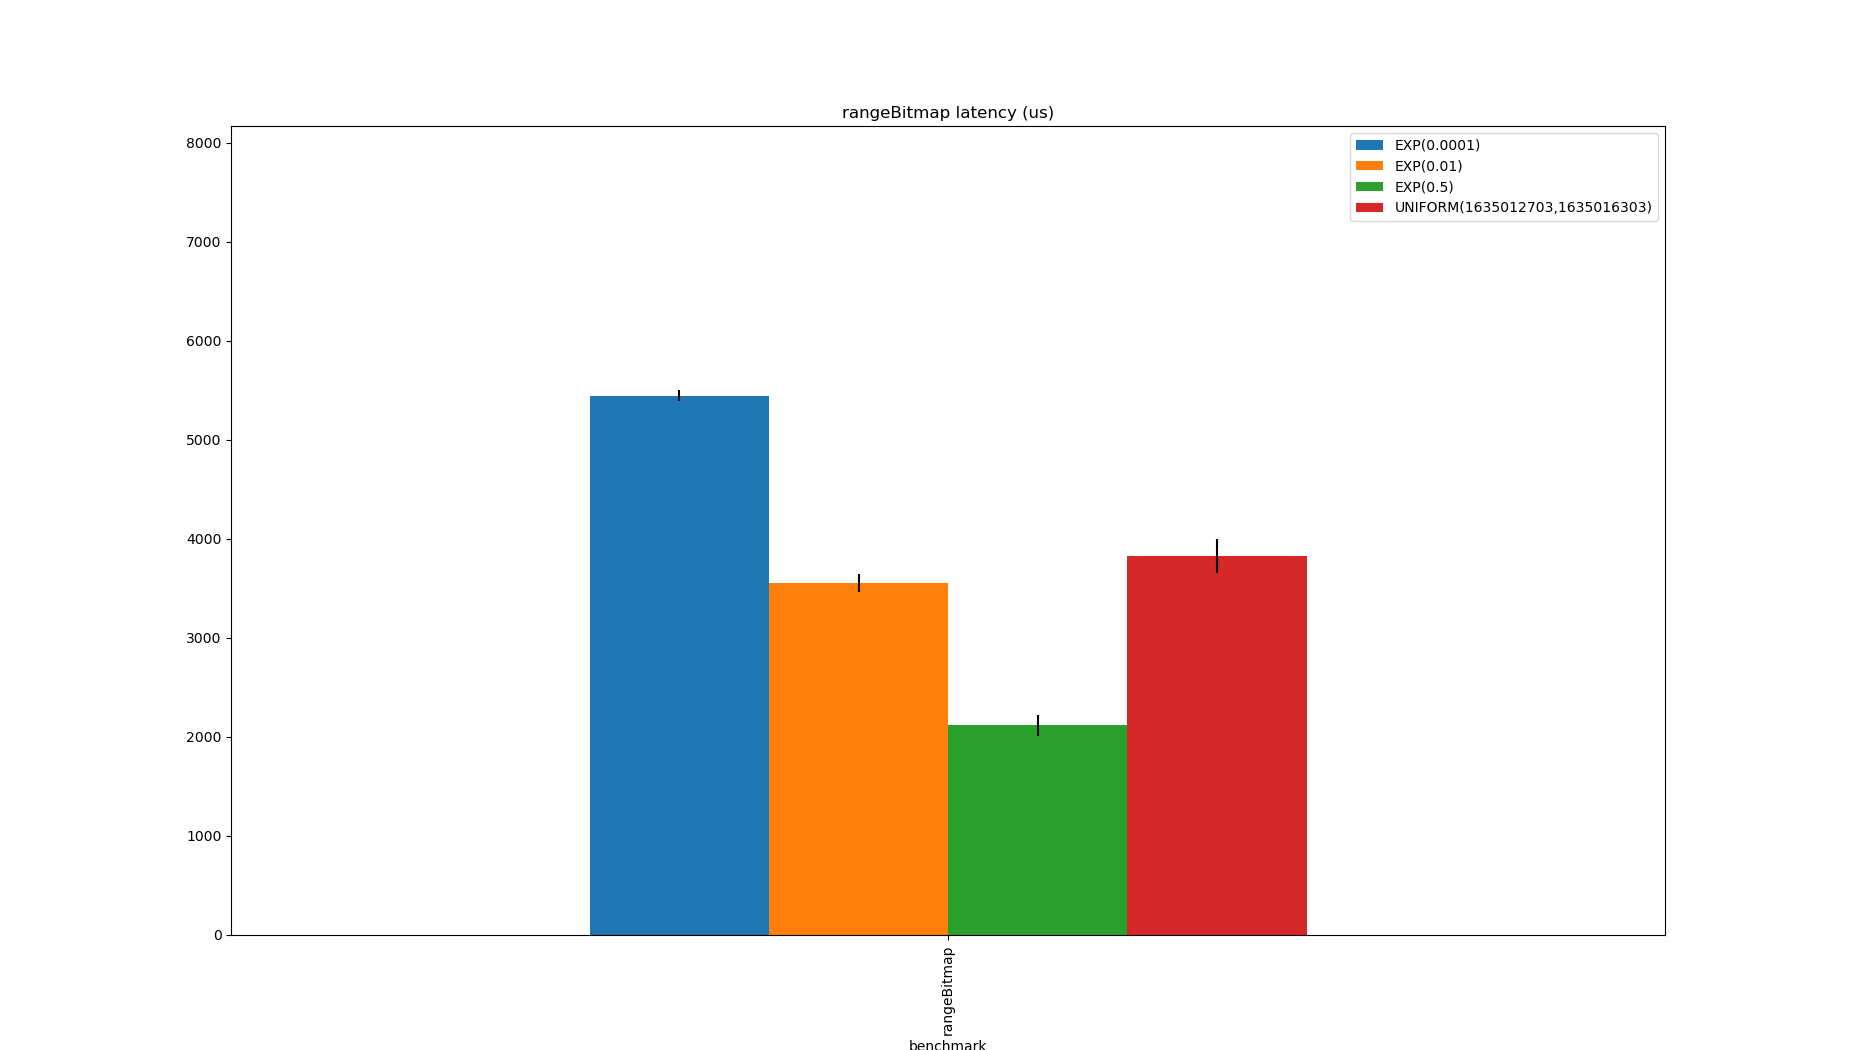 rangeBitmap latency (us)
8000
7000
6000
5000
4000
3000
2000
1000
0
EXP(0.0001)
EXP(0.01)
EXP(0.5)
UNIFORM(1635012703,1635016303)
rangeBitmap
benchmark